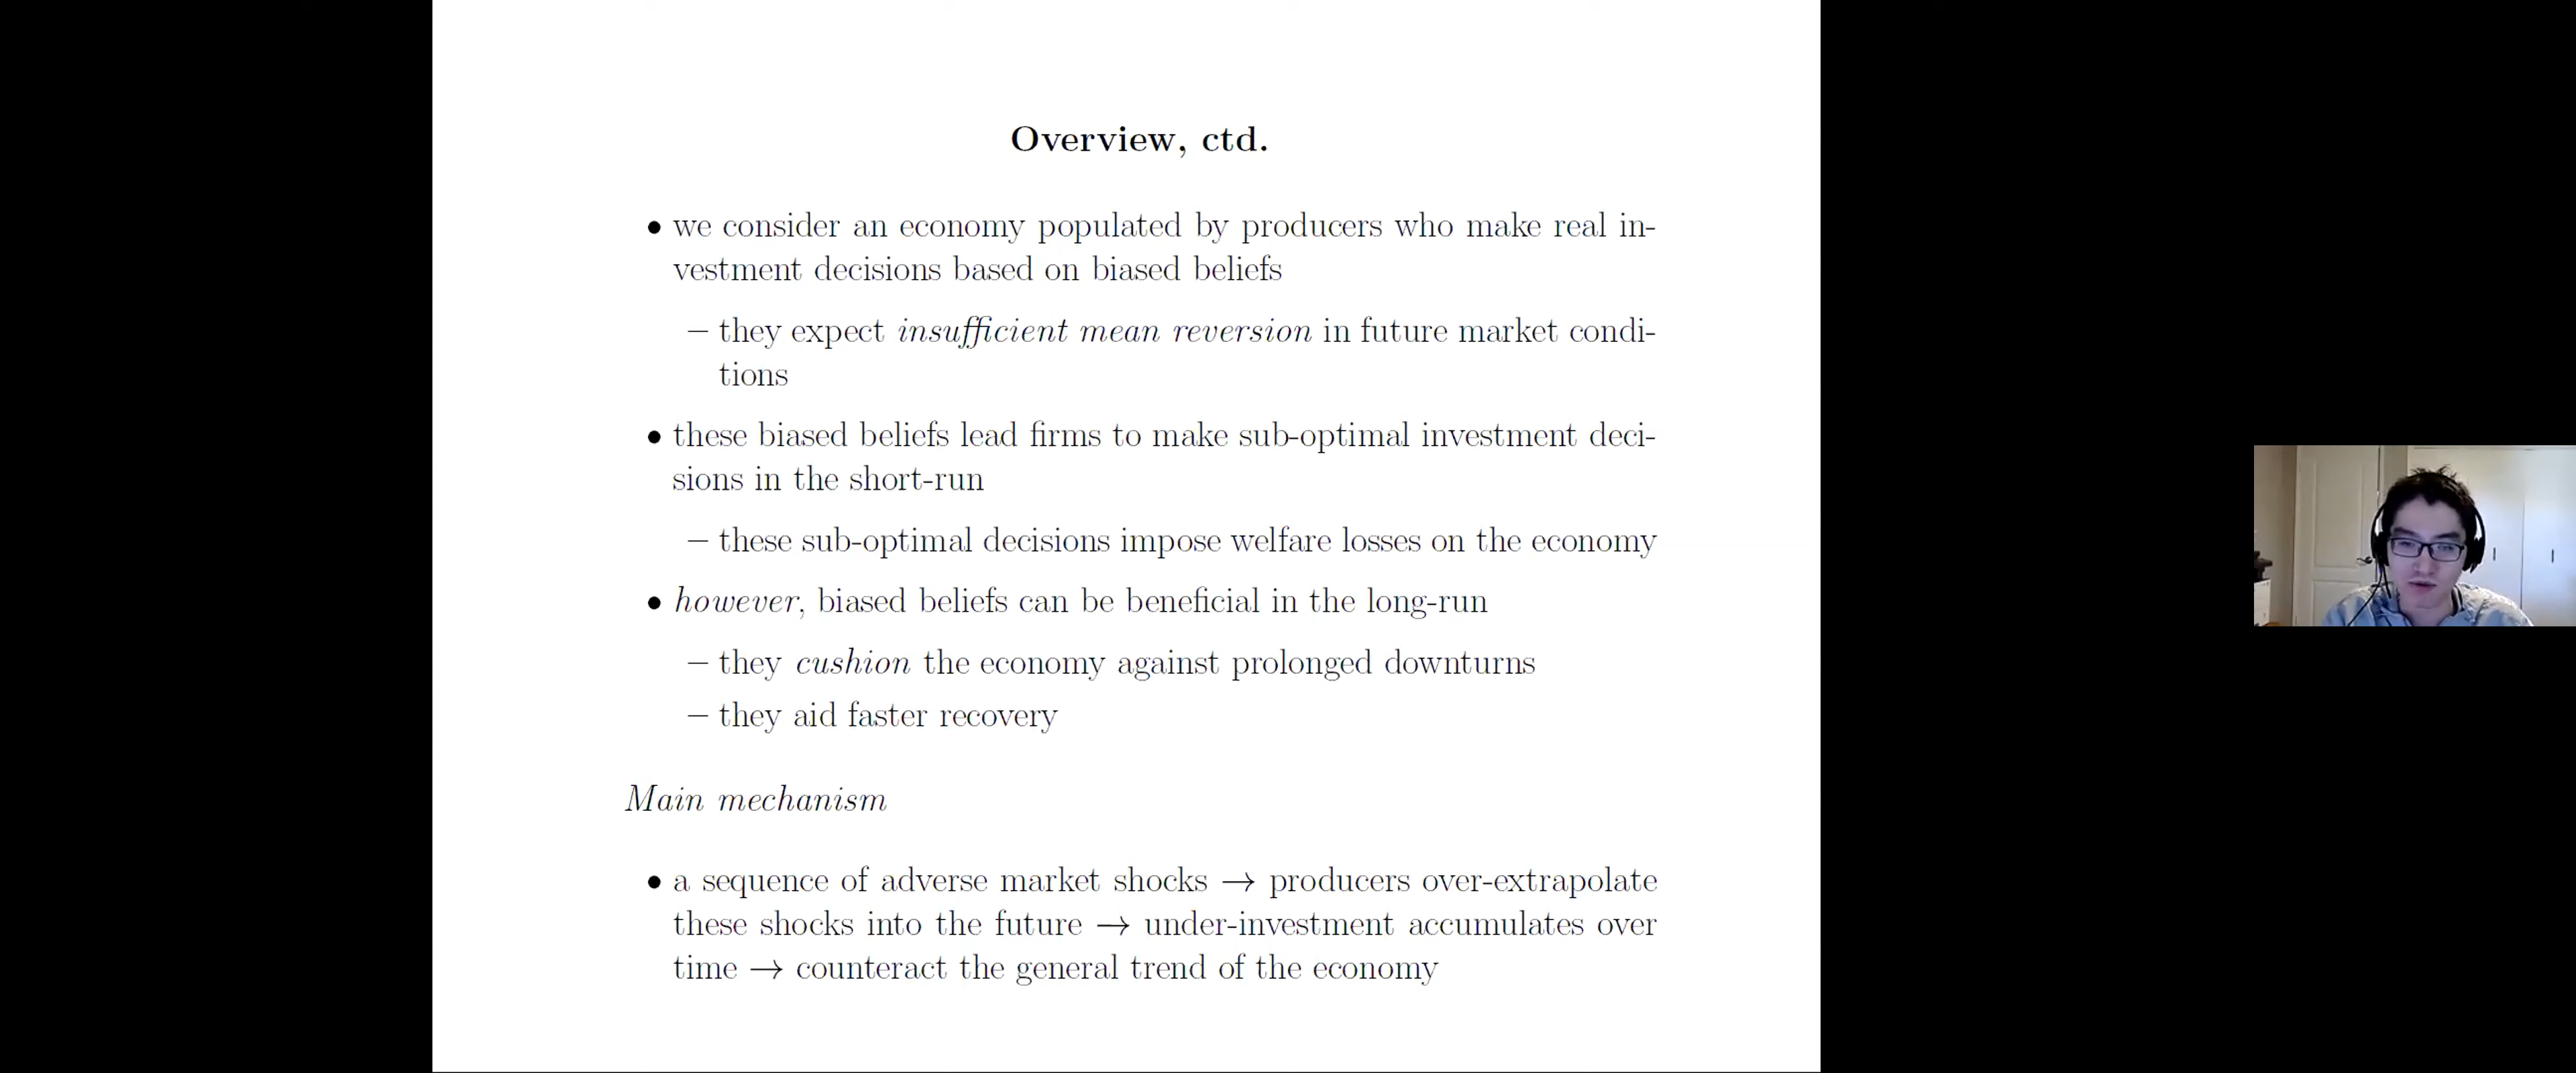 Overview, ctd.
• we consider an economy populated by producers who make real in-
vestment decisions based on biased beliefs
– they expect insufficient mean reversion in future market condi-
tions
• these biased beliefs lead firms to make sub-optimal investment deci-
sions in the short-run
– these sub-optimal decisions impose welfare losses on the economy
• however, biased beliefs can be beneficial in the long-run
– they cushion the economy against prolonged downturns
– they aid faster recovery
Main mechanism
• a sequence of adverse market shocks → producers over-extrapolate
these shocks into the future → under-investment accumulates over
time → counteract the general trend of the economy